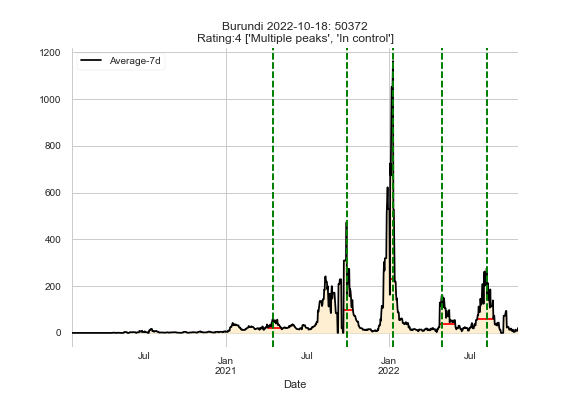 Burundi 2022-10-18: 50372
Rating:4 ['Multiple peaks', 'In control']
Average-7d
1200
1000
800
600
400
200
0
Jul
Jan
2021
Jul
Jan
2022
Jul
Date